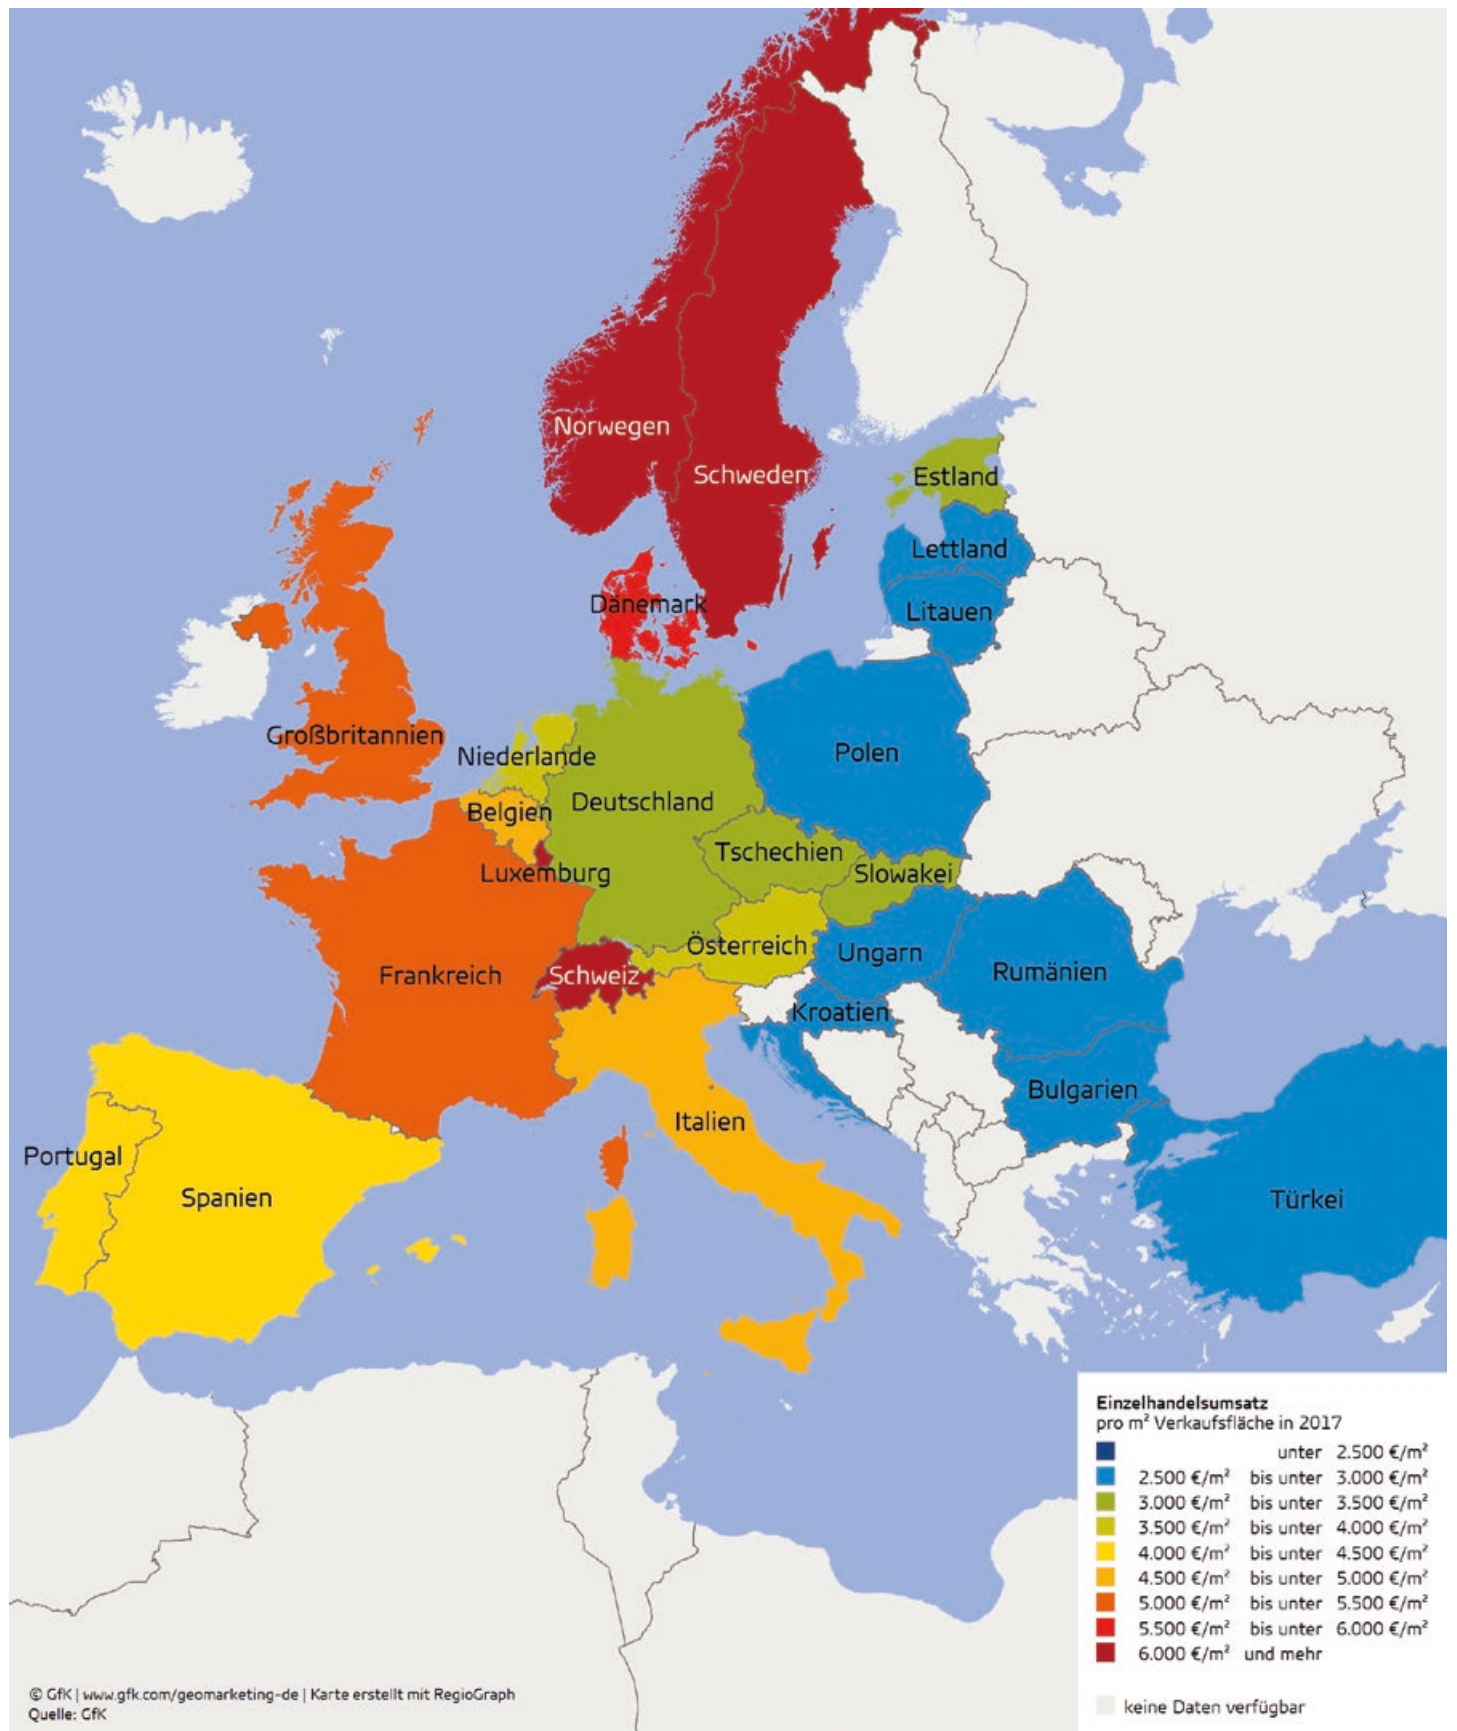 Norwegen
Schweden
Estland
Lettland
Dänemark
Litauen
Großbritannien
Niederlande
Polen
Belgien
Deutschland
Tschechien
Luxemburg
Slowakei
Österreich
Ungarn
Frankreich
Schweiz
Rumänien
Kroatien
Bulgarien
Italien
Portugal
Spanien
Türkei
Einzelhandelsumsatz
pro m² Verkaufsfläche in 2017
unter 2.500 €/m²
2.500 €/m² bis unter 3.000 €/m²
3.000 €/m² bis unter 3.500 €/m²
3.500 €/m² bis unter 4.000 €/m²
4.000 €/m² bis unter 4.500 €/m²
4.500 €/m² bis unter 5.000 €/m²
5.000 €/m² bis unter 5.500 €/m²
5.500 €/m² bis unter 6.000 €/m²
6.000 €/m² und mehr
keine Daten verfügbar
© GfK | www.gfk.com/geomarketing-de | Karte erstellt mit RegioGraph
Quelle: GfK